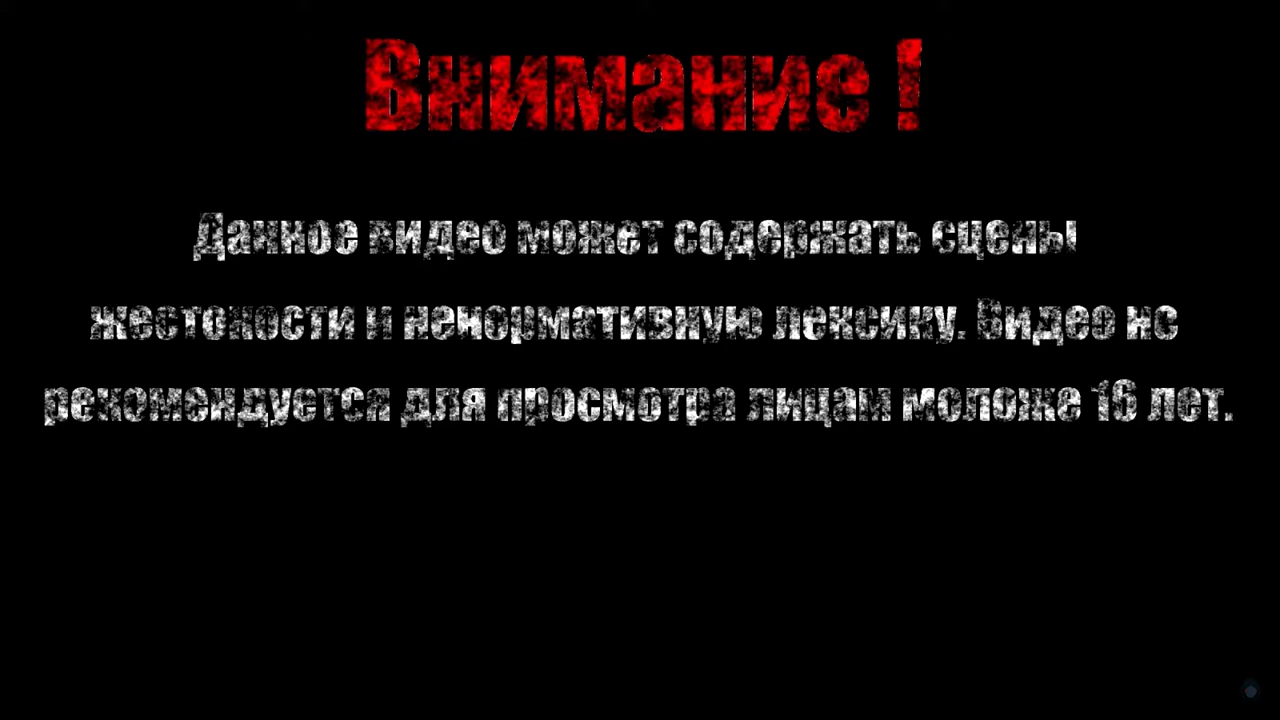 Внимание !
Данное видео может содержать сцены
жестокости и ненормативную лексику. Видео не
рекомендуется для просмотра лицам моложе 16 лет.